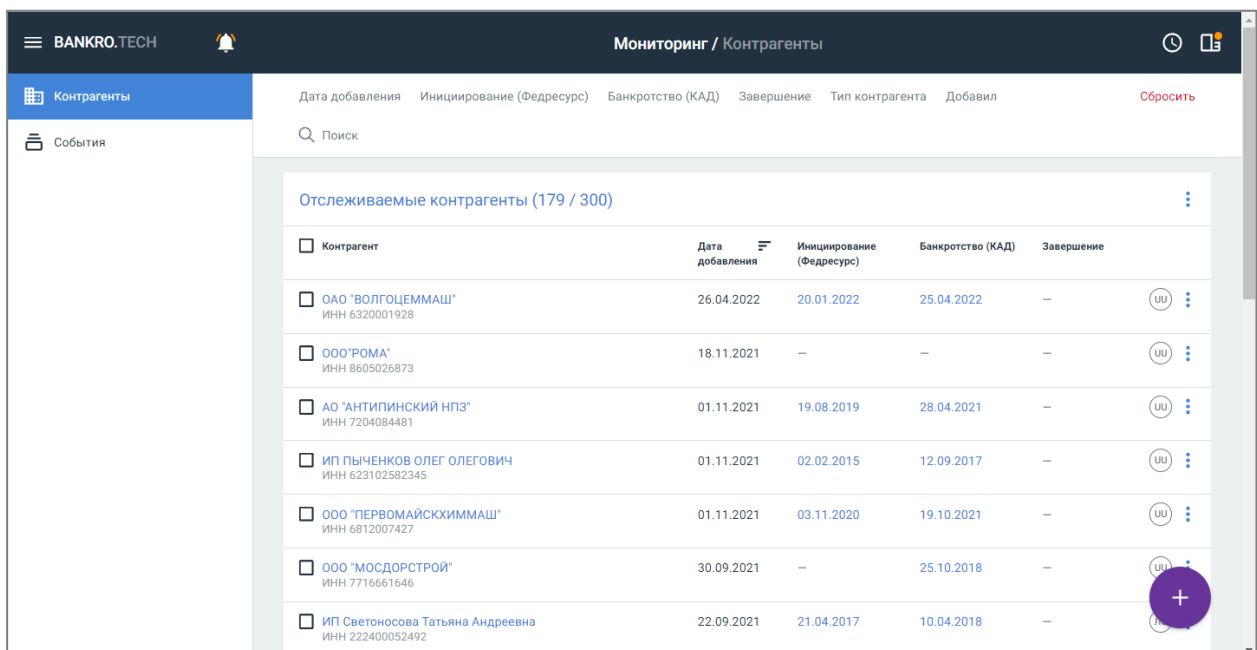 BANKRO.TECH
Мониторинг / Контрагенты
Контрагенты
События
Дата добавления Инициирование (Федресурс) Банкротство (КАД) Завершение Тип контрагента Добавил Сбросить
Поиск
Отслеживаемые контрагенты (179 / 300)
Контрагент Дата добавления Инициирование (Федресурс) Банкротство (КАД) Завершение
ОАО "ВОЛГОЦЕММАШ" 26.04.2022 20.01.2022 25.04.2022 — UU
ИНН 6320001928
ООО"РОМА" 18.11.2021 — — — UU
ИНН 8605026873
АО "АНТИПИНСКИЙ НПЗ" 01.11.2021 19.08.2019 28.04.2021 — UU
ИНН 7204084481
ИП ПЫЧЕНКОВ ОЛЕГ ОЛЕГОВИЧ 01.11.2021 02.02.2015 12.09.2017 — UU
ИНН 623102582345
ООО "ПЕРВОМАЙСКХИММАШ" 01.11.2021 03.11.2020 19.10.2021 — UU
ИНН 6812007427
ООО "МОСДОРСТРОЙ" 30.09.2021 — 25.10.2018 — UU
ИНН 7716661646
+
ИП Светоносова Татьяна Андреевна 22.09.2021 21.04.2017 10.04.2018 —
ИНН 222400052492